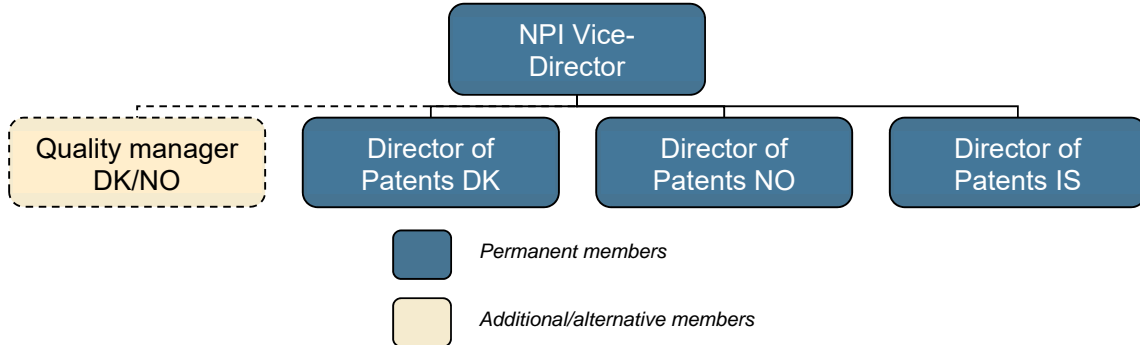 NPI Vice-
Director
Quality manager
DK/NO
Director of
Patents DK
Director of
Patents NO
Director of
Patents IS
Permanent members
Additional/alternative members